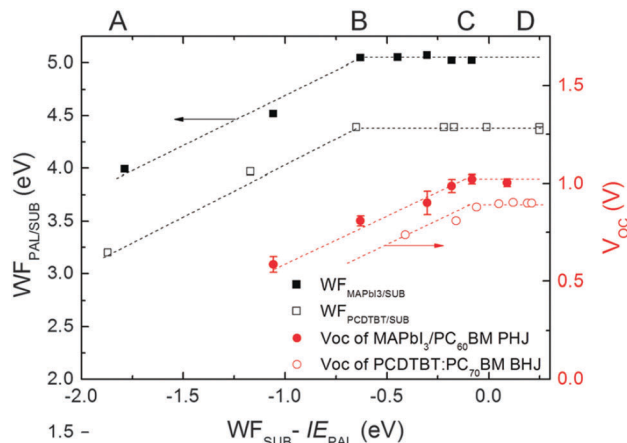 A B C D
5.0
4.5
4.0
3.5
3.0
2.5
2.0
1.5
WF_PAL/SUB (eV)
1.5
1.0
0.5
0.0
V_OC (V)
WF_MAPbI3/SUB
WF_PCDTBT/SUB
Voc of MAPbI₃/PC₆₀BM PHJ
Voc of PCDTBT:PC₇₀BM BHJ
-2.0 -1.5 -1.0 -0.5 0.0
WF_SUB- IE_PAL (eV)